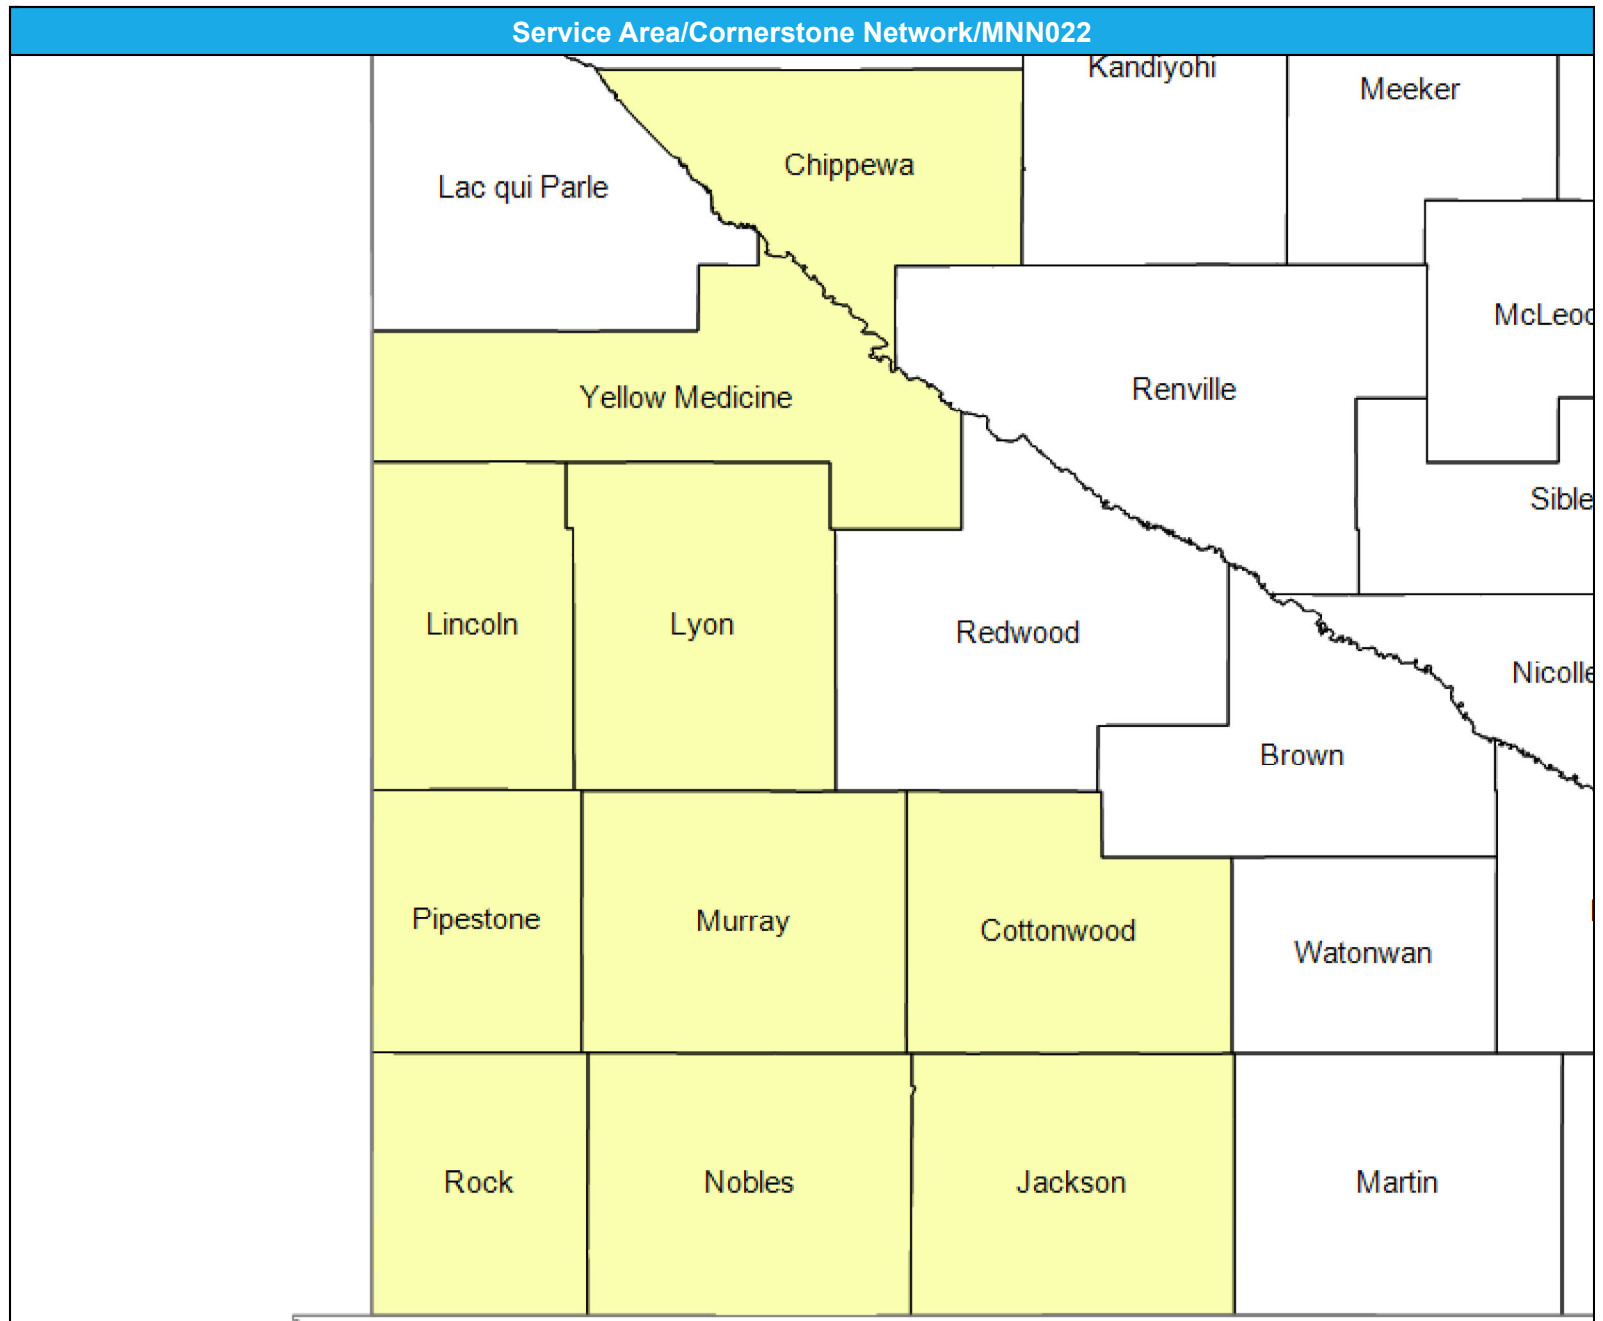 Service Area/Cornerstone Network/MNN022
Kandiyohi
Meeker
Chippewa
Lac qui Parle
McLeod
Renville
Yellow Medicine
Sible
Lincoln
Lyon
Redwood
Nicolle
Brown
Pipestone
Murray
Cottonwood
Watonwan
Rock
Nobles
Jackson
Martin